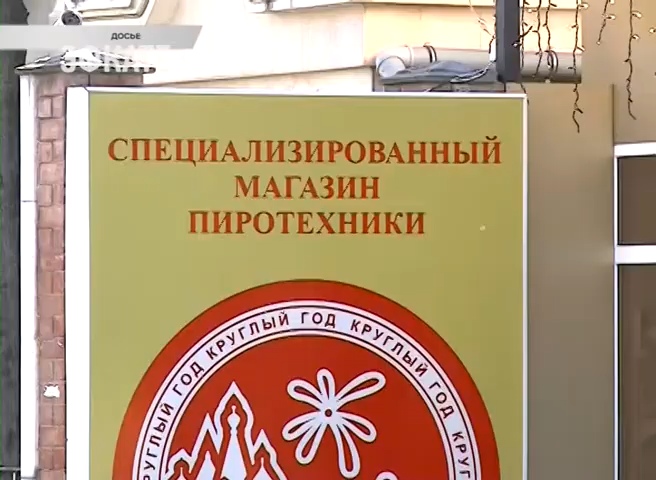 ДОСЬЕ
СПЕЦИАЛИЗИРОВАННЫЙ
МАГАЗИН
ПИРОТЕХНИКИ
КРУГЛЫЙ ГОД КРУГЛЫЙ ГОД КРУГЛЫЙ ГОД